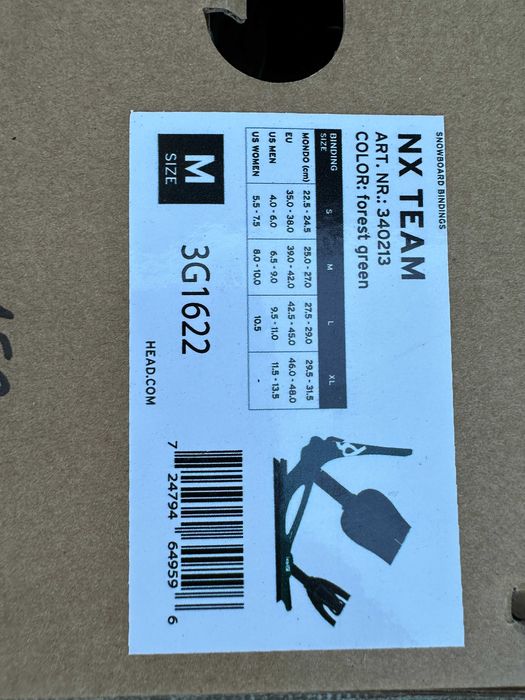 SNOWBOARD BINDINGS
NX TEAM
ART. NR.: 340213
COLOR: forest green
BINDING SIZE S M L XL
MONDO (cm) 22.5 - 24.5 25.0 - 27.0 27.5 - 29.0 29.5 - 31.5
EU 35.0 - 38.0 39.0 - 42.0 42.5 - 45.0 46.0 - 48.0
US MEN 4.0 - 6.0 6.5 - 9.0 9.5 - 11.0 11.5 - 13.5
US WOMEN 5.5 - 7.5 8.0 - 10.0 10.5 -
M
SIZE
3G1622
HEAD.COM
7 24794 64959 6